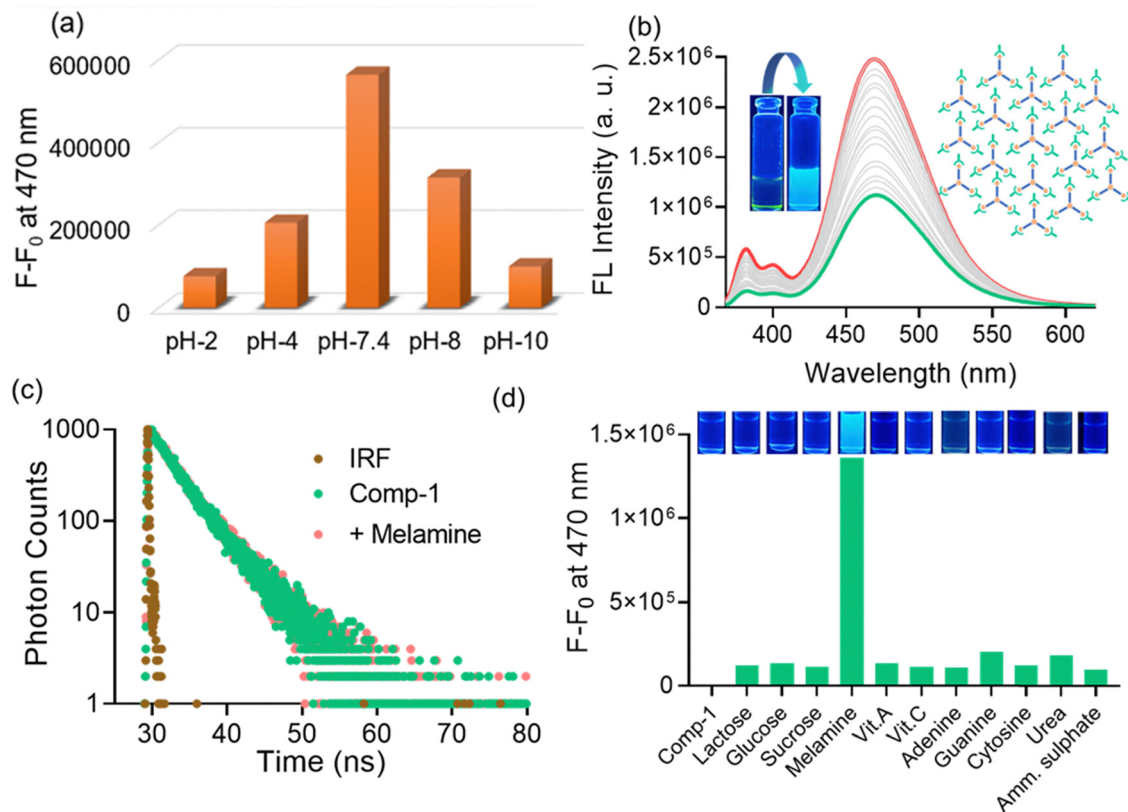 (a)
F-F₀ at 470 nm
600000
400000
200000
0
pH-2 pH-4 pH-7.4 pH-8 pH-10
(b)
FL Intensity (a. u.)
2.5×10⁶
2.0×10⁶
1.5×10⁶
1.0×10⁶
5.0×10⁵
0
400 450 500 550 600
Wavelength (nm)
(c)
Photon Counts
1000
100
10
1
IRF
Comp-1
+ Melamine
30 40 50 60 70 80
Time (ns)
(d)
F-F₀ at 470 nm
1.5×10⁶
1×10⁶
5×10⁵
0
Comp-1
Lactose
Glucose
Sucrose
Melamine
Vit.A
Vit.C
Adenine
Guanine
Cytosine
Urea
Amm. sulphate